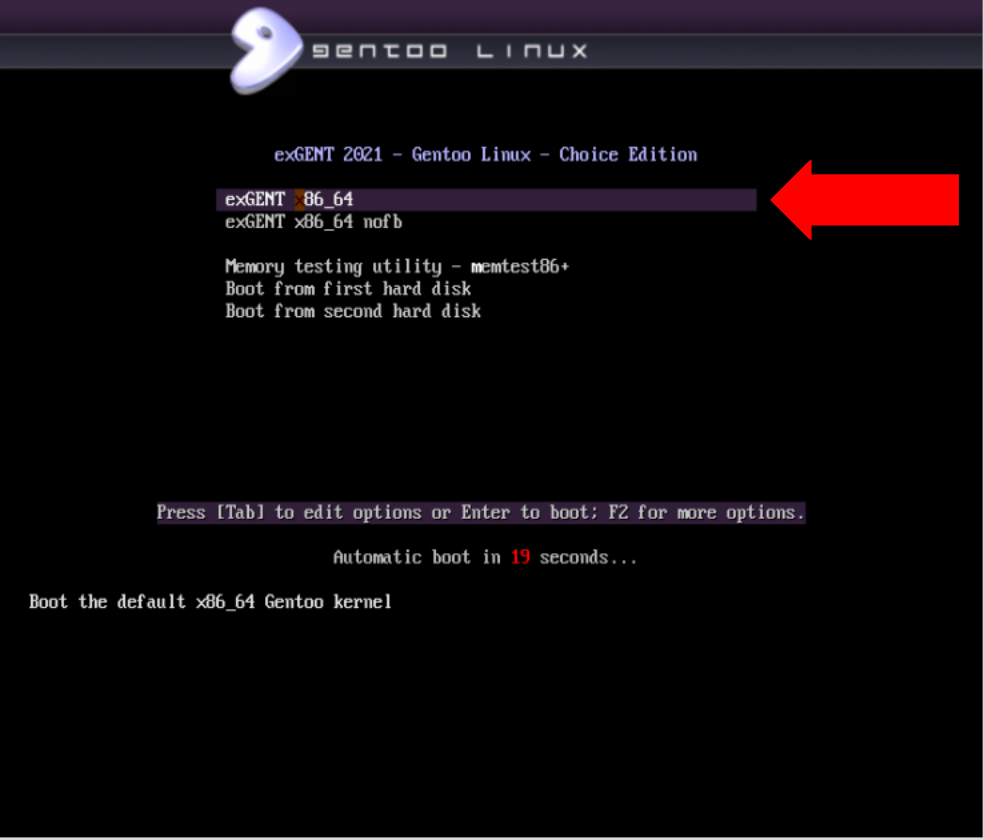 gentoo linux
exGENT 2021 - Gentoo Linux - Choice Edition
exGENT x86_64
exGENT x86_64 nofb
Memory testing utility - memtest86+
Boot from first hard disk
Boot from second hard disk
Press [Tab] to edit options or Enter to boot; F2 for more options.
Automatic boot in 19 seconds...
Boot the default x86_64 Gentoo kernel